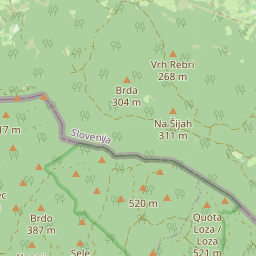 Vrh Rebri
268 m
Brda
304 m
Na Šijah
311 m
17 m
Slovenija
520 m
Quota
Loza /
Loza
521 m
Brdo
387 m
Sele